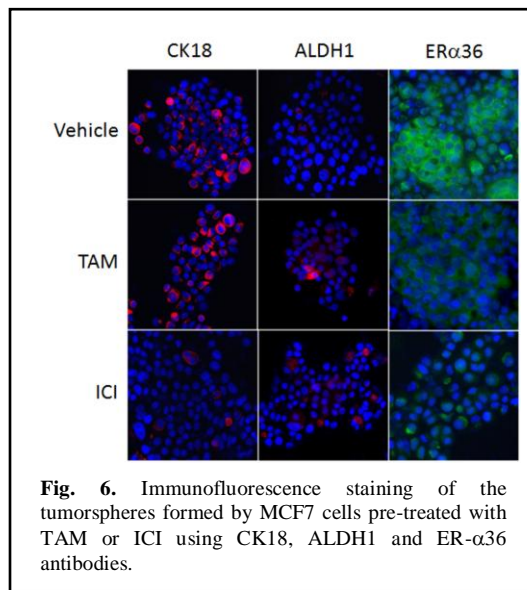 CK18 ALDH1 ERα36
Vehicle
TAM
ICI
Fig. 6. Immunofluorescence staining of the
tumorspheres formed by MCF7 cells pre-treated with
TAM or ICI using CK18, ALDH1 and ER-α36
antibodies.